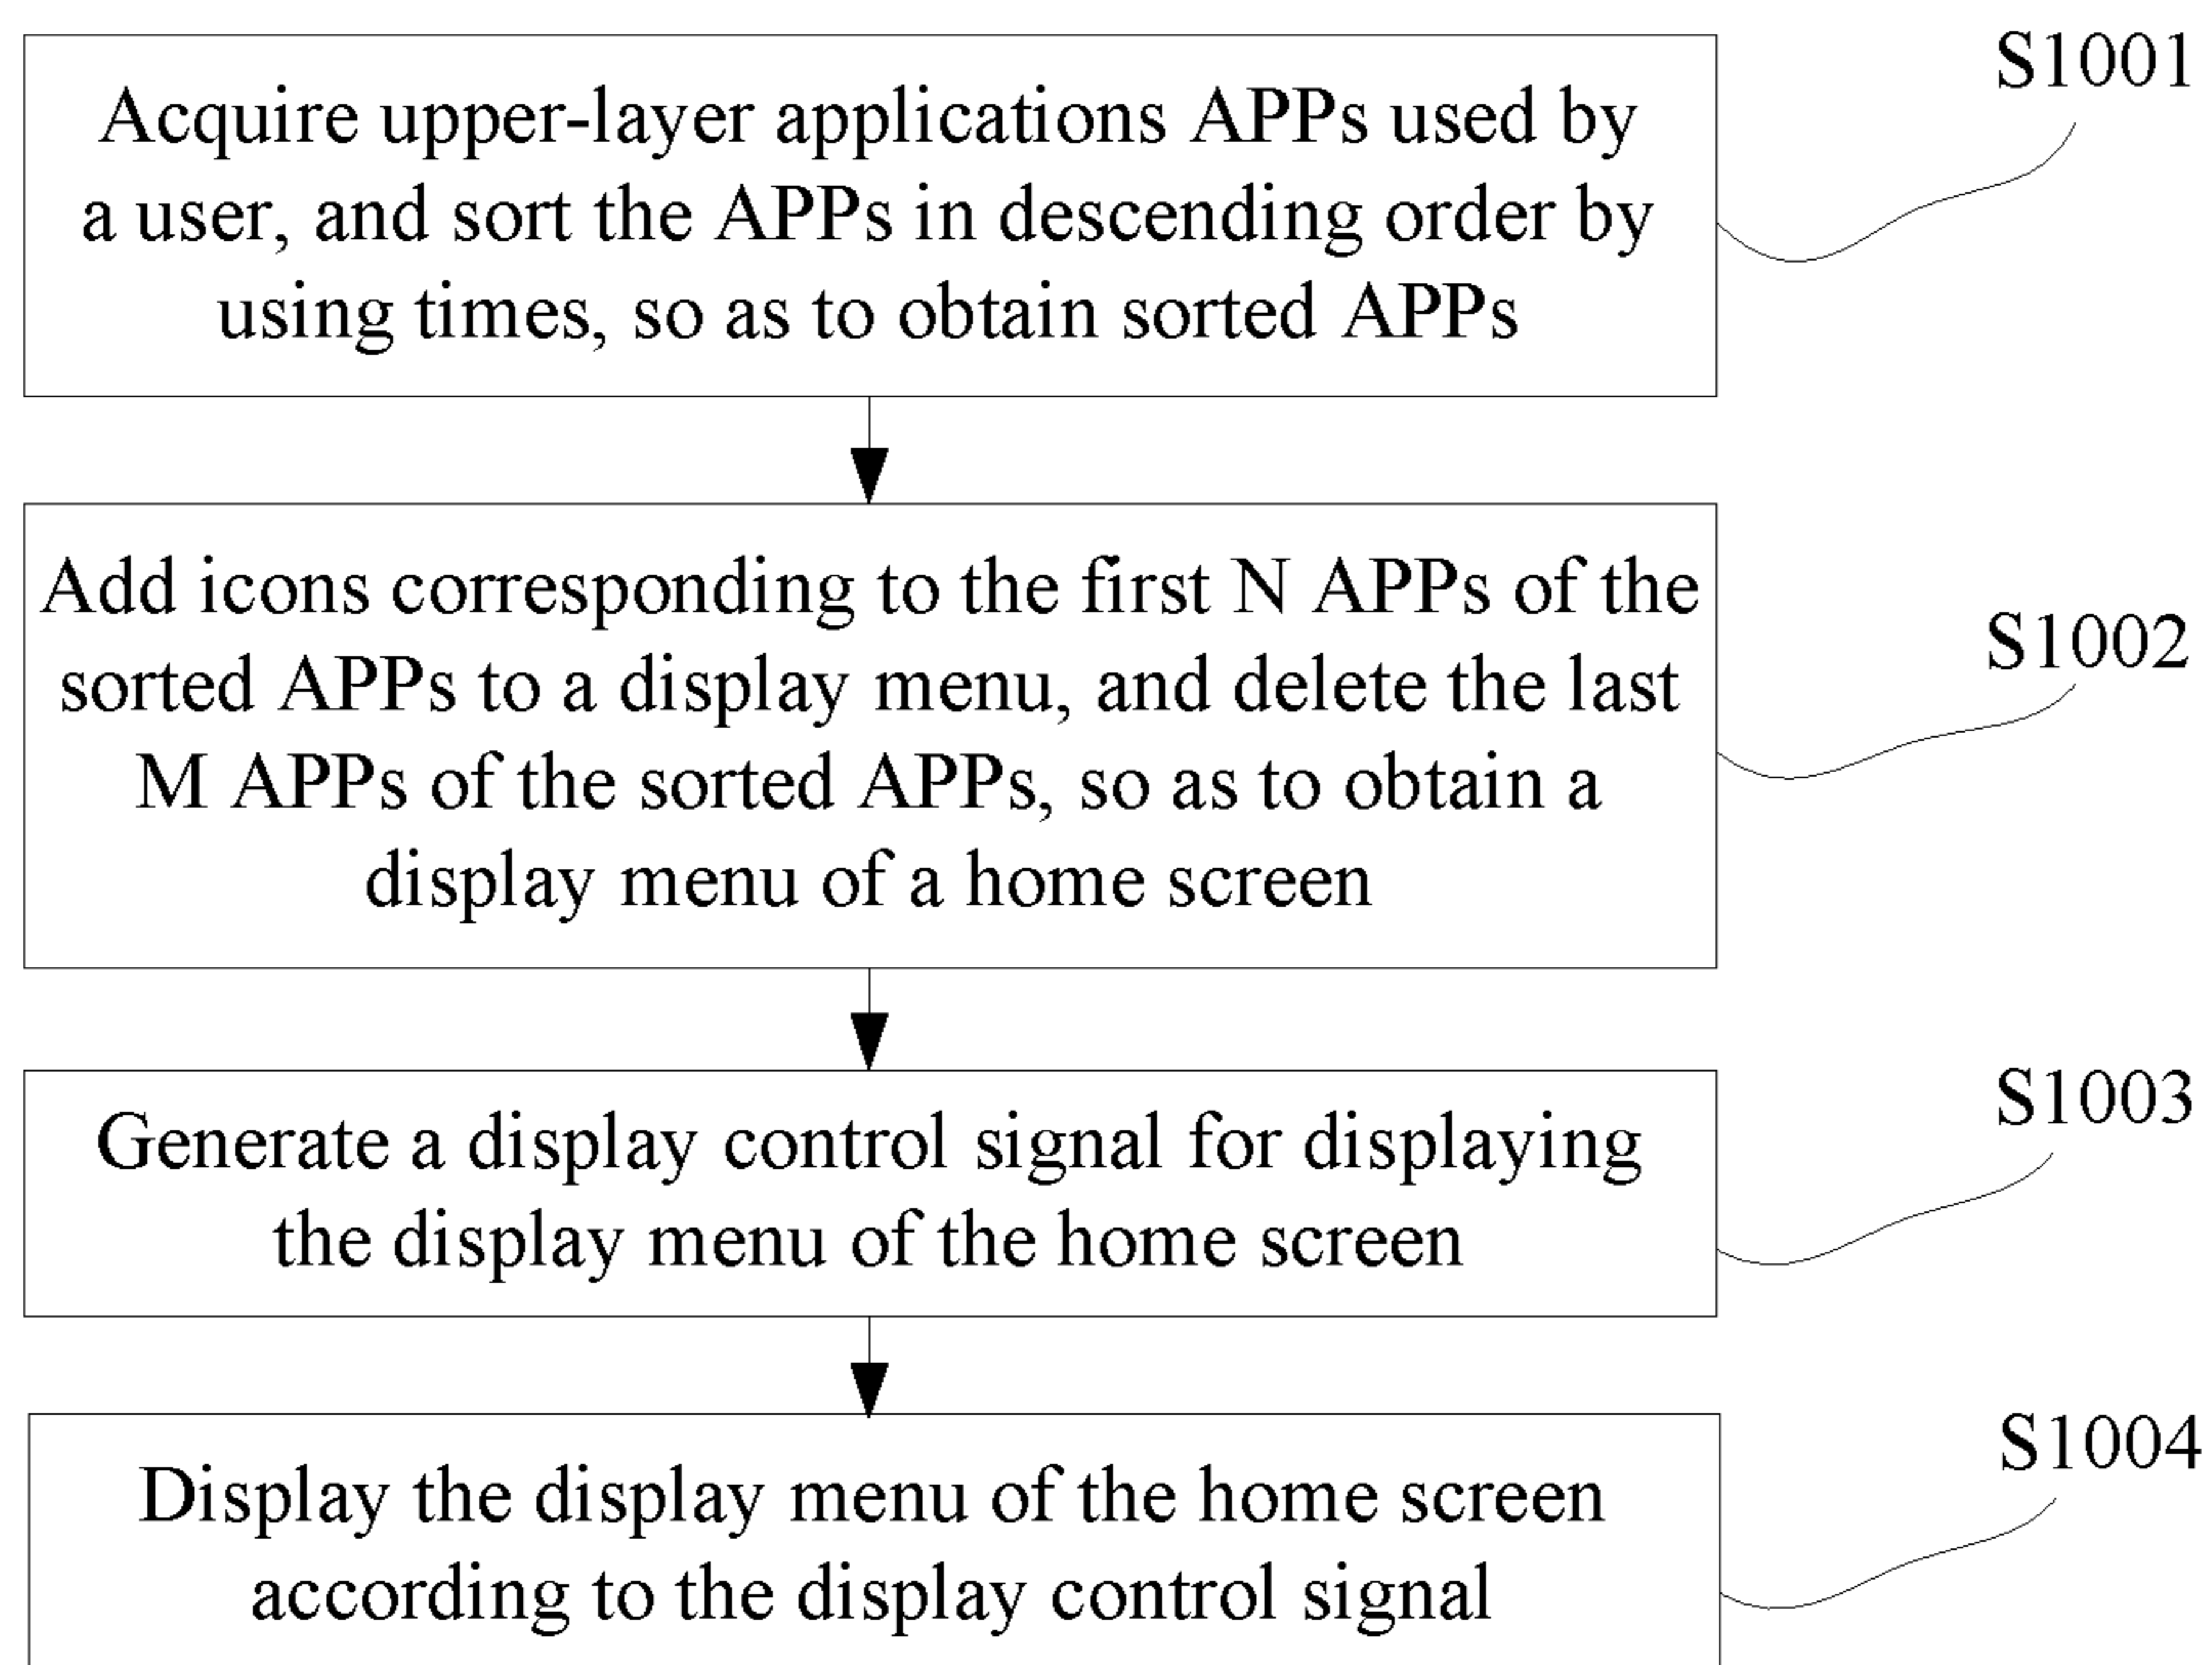 Acquire upper-layer applications APPs used by
a user, and sort the APPs in descending order by
using times, so as to obtain sorted APPs
S1001
Add icons corresponding to the first N APPs of the
sorted APPs to a display menu, and delete the last
M APPs of the sorted APPs, so as to obtain a
display menu of a home screen
S1002
Generate a display control signal for displaying
the display menu of the home screen
S1003
Display the display menu of the home screen
according to the display control signal
S1004